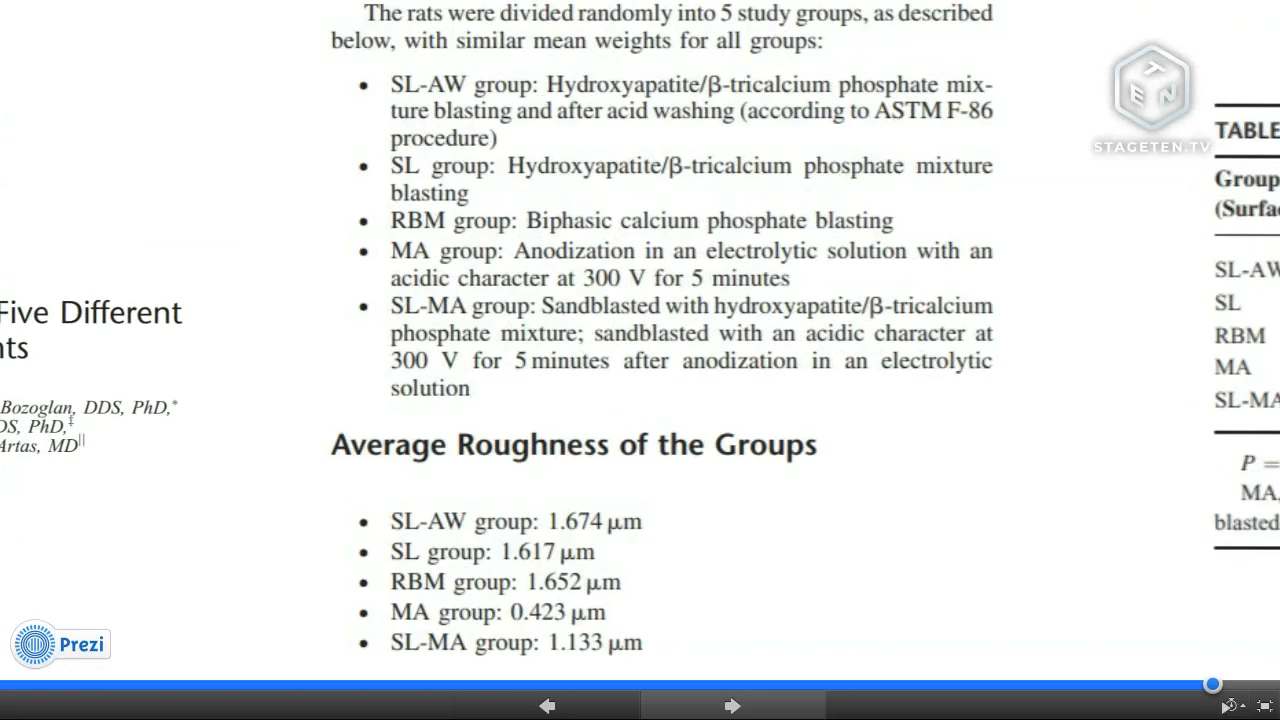 The rats were divided randomly into 5 study groups, as described
below, with similar mean weights for all groups:
• SL-AW group: Hydroxyapatite/β-tricalcium phosphate mix-
ture blasting and after acid washing (according to ASTM F-86
procedure)
• SL group: Hydroxyapatite/β-tricalcium phosphate mixture
blasting
• RBM group: Biphasic calcium phosphate blasting
• MA group: Anodization in an electrolytic solution with an
acidic character at 300 V for 5 minutes
• SL-MA group: Sandblasted with hydroxyapatite/β-tricalcium
phosphate mixture; sandblasted with an acidic character at
300 V for 5 minutes after anodization in an electrolytic
solution
Average Roughness of the Groups
• SL-AW group: 1.674 μm
• SL group: 1.617 μm
• RBM group: 1.652 μm
• MA group: 0.423 μm
• SL-MA group: 1.133 μm
Five Different
nts
Bozoglan, DDS, PhD,*
DS, PhD,‡
Artas, MD||
TEN
STAGETEN.TV
TABLE
Group
(Surfa
SL-AW
SL
RBM
MA
SL-MA
P =
MA,
blasted
Prezi